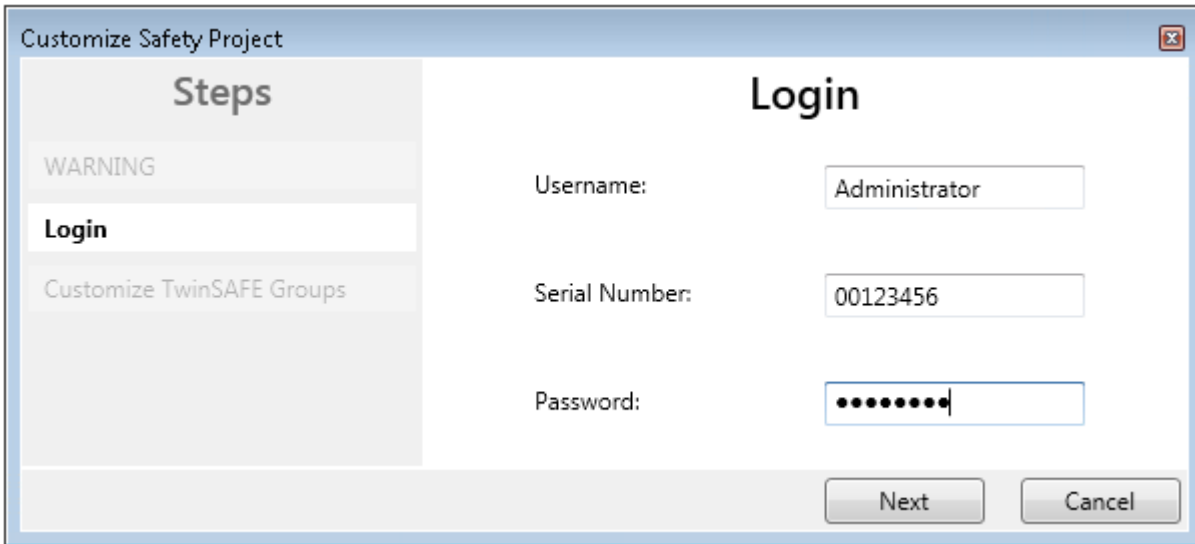 Customize Safety Project
Steps
WARNING
Login
Customize TwinSAFE Groups
Login
Username: Administrator
Serial Number: 00123456
Password: ••••••••
Next Cancel